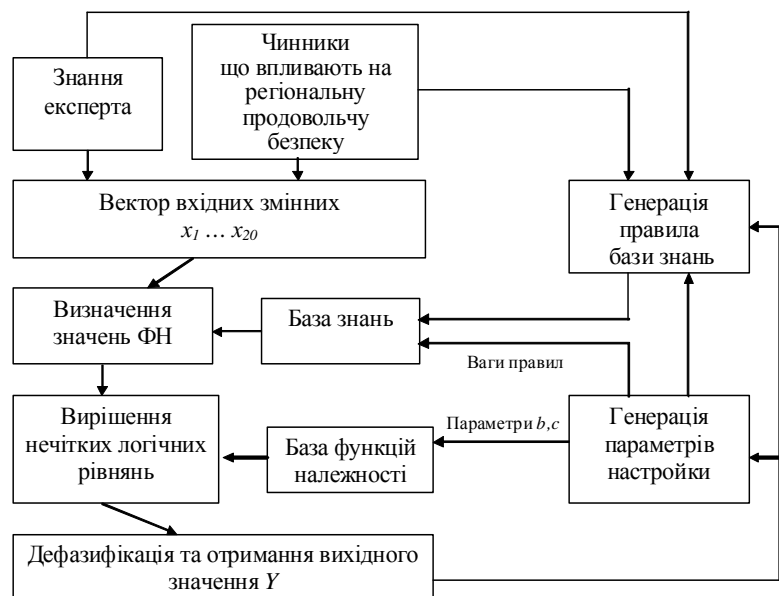 Знання
експерта
Чинники
що впливають на
регіональну
продовольчу
безпеку
Вектор вхідних змінних
x1 … x20
Генерація
правила
бази знань
Визначення
значень ФН
База знань
Ваги правил
Вирішення
нечітких логічних
рівнянь
База функцій
належності
Параметри b,c
Генерація
параметрів
настройки
Дефазифікація та отримання вихідного
значення Y